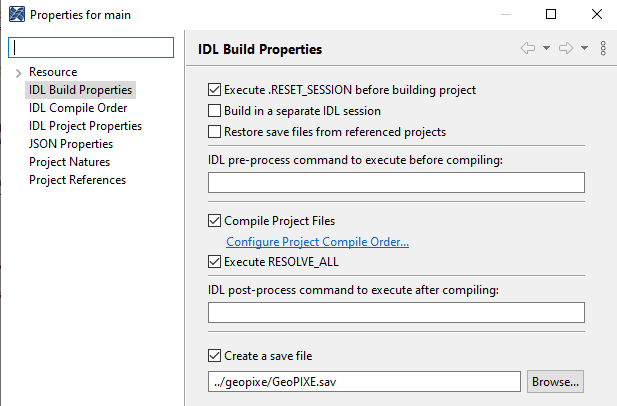 Properties for main
Resource
IDL Build Properties
IDL Compile Order
IDL Project Properties
JSON Properties
Project Natures
Project References
IDL Build Properties
Execute .RESET_SESSION before building project
Build in a separate IDL session
Restore save files from referenced projects
IDL pre-process command to execute before compiling:
Compile Project Files
Configure Project Compile Order...
Execute RESOLVE_ALL
IDL post-process command to execute after compiling:
Create a save file
../geopixe/GeoPIXE.sav
Browse...